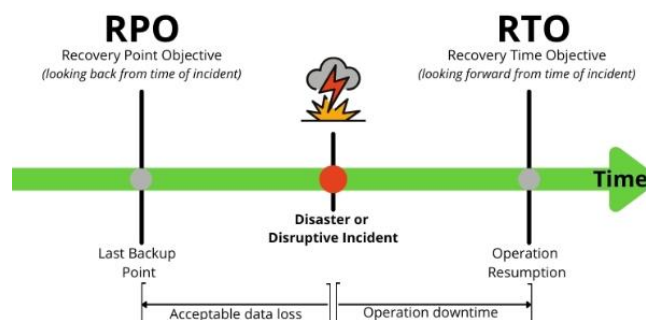 RPO
Recovery Point Objective
(looking back from time of incident)
RTO
Recovery Time Objective
(looking forward from time of incident)
Time
Disaster or
Disruptive Incident
Last Backup
Point
Operation
Resumption
Acceptable data loss
Operation downtime